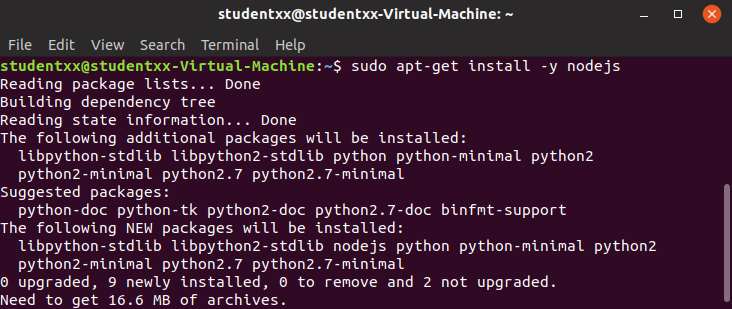 studentxx@studentxx-Virtual-Machine: ~
File Edit View Search Terminal Help
studentxx@studentxx-Virtual-Machine:~$ sudo apt-get install -y nodejs
Reading package lists... Done
Building dependency tree
Reading state information... Done
The following additional packages will be installed:
  libpython-stdlib libpython2-stdlib python python-minimal python2
  python2-minimal python2.7 python2.7-minimal
Suggested packages:
  python-doc python-tk python2-doc python2.7-doc binfmt-support
The following NEW packages will be installed:
  libpython-stdlib libpython2-stdlib nodejs python python-minimal python2
  python2-minimal python2.7 python2.7-minimal
0 upgraded, 9 newly installed, 0 to remove and 2 not upgraded.
Need to get 16.6 MB of archives.